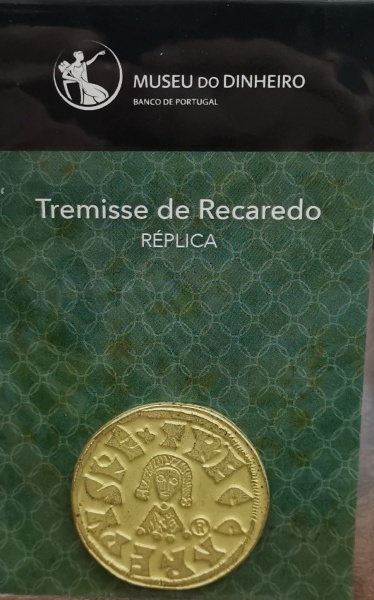 MUSEU DO DINHEIRO
BANCO DE PORTUGAL
Tremisse de Recaredo
RÉPLICA
®